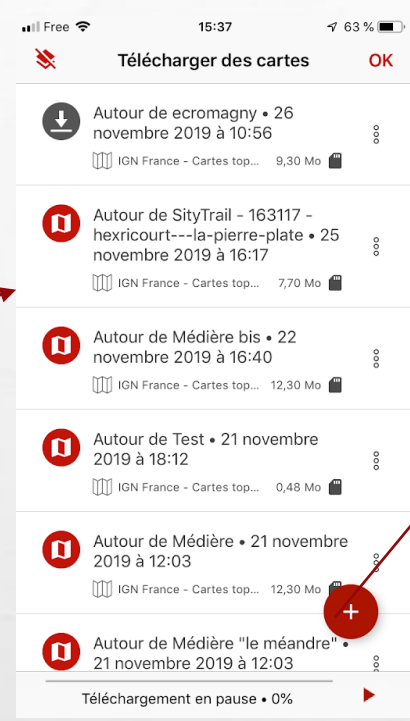 Free 15:37 63 %
Télécharger des cartes OK
Autour de ecromagny • 26
novembre 2019 à 10:56
IGN France - Cartes top... 9,30 Mo
Autour de SityTrail - 163117 -
hexricourt---la-pierre-plate • 25
novembre 2019 à 16:17
IGN France - Cartes top... 7,70 Mo
Autour de Médière bis • 22
novembre 2019 à 16:40
IGN France - Cartes top... 12,30 Mo
Autour de Test • 21 novembre
2019 à 18:12
IGN France - Cartes top... 0,48 Mo
Autour de Médière • 21 novembre
2019 à 12:03
IGN France - Cartes top... 12,30 Mo
+
Autour de Médière "le méandre" •
21 novembre 2019 à 12:03
Téléchargement en pause • 0%